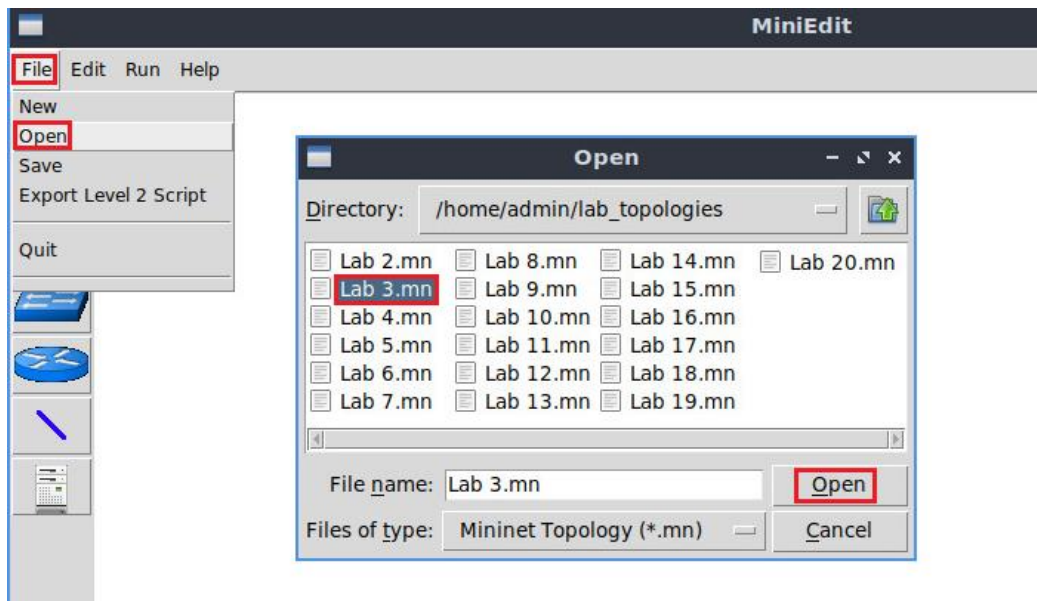 MiniEdit
File Edit Run Help
New
Open
Save
Export Level 2 Script
Quit
Open
Directory: /home/admin/lab_topologies
Lab 2.mn Lab 8.mn Lab 14.mn Lab 20.mn
Lab 3.mn Lab 9.mn Lab 15.mn
Lab 4.mn Lab 10.mn Lab 16.mn
Lab 5.mn Lab 11.mn Lab 17.mn
Lab 6.mn Lab 12.mn Lab 18.mn
Lab 7.mn Lab 13.mn Lab 19.mn
File name: Lab 3.mn Open
Files of type: Mininet Topology (*.mn) Cancel